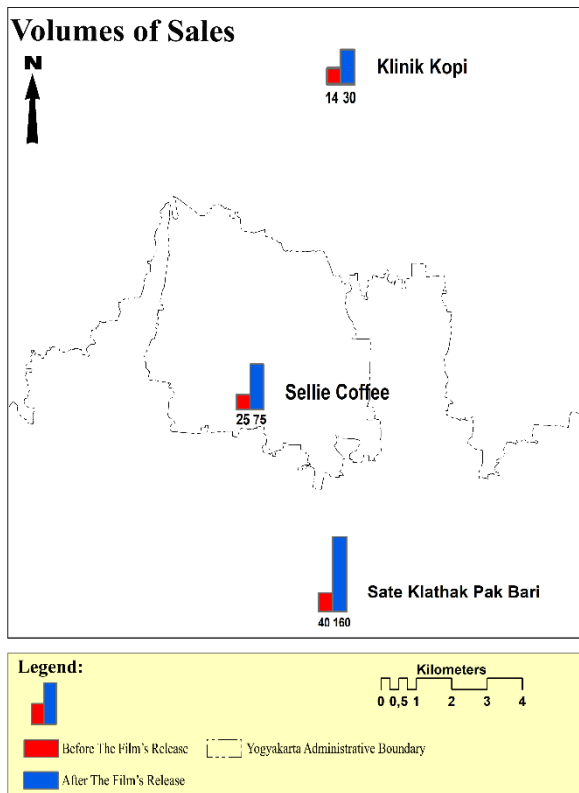 Volumes of Sales
N
Klinik Kopi
14 30
Sellie Coffee
25 75
Sate Klathak Pak Bari
40 160
Legend:
Kilometers
0 0,5 1 2 3 4
Before The Film's Release
Yogyakarta Administrative Boundary
After The Film's Release